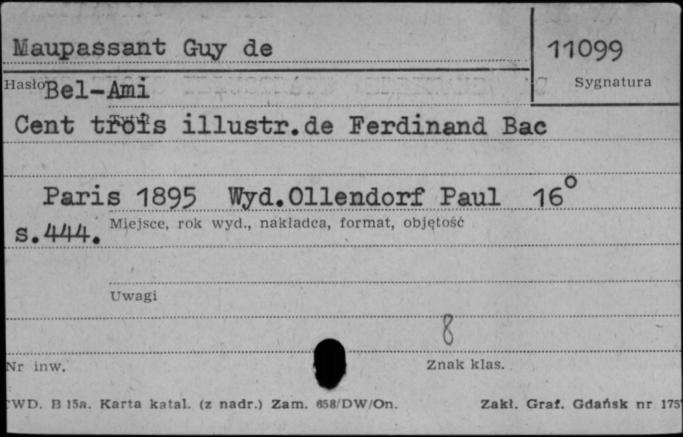 Maupassant Guy de 11099
Hasło Sygnatura
Bel-Ami
Tytuł
Cent trois illustr.de Ferdinand Bac
Paris 1895 Wyd.Ollendorf Paul 16°
Miejsce, rok wyd., nakładca, format, objętość
s.444.
Uwagi
8
Nr inw. Znak klas.
WD. B 15a. Karta katal. (z nadr.) Zam. 658/DW/On. Zakł. Graf. Gdańsk nr 175